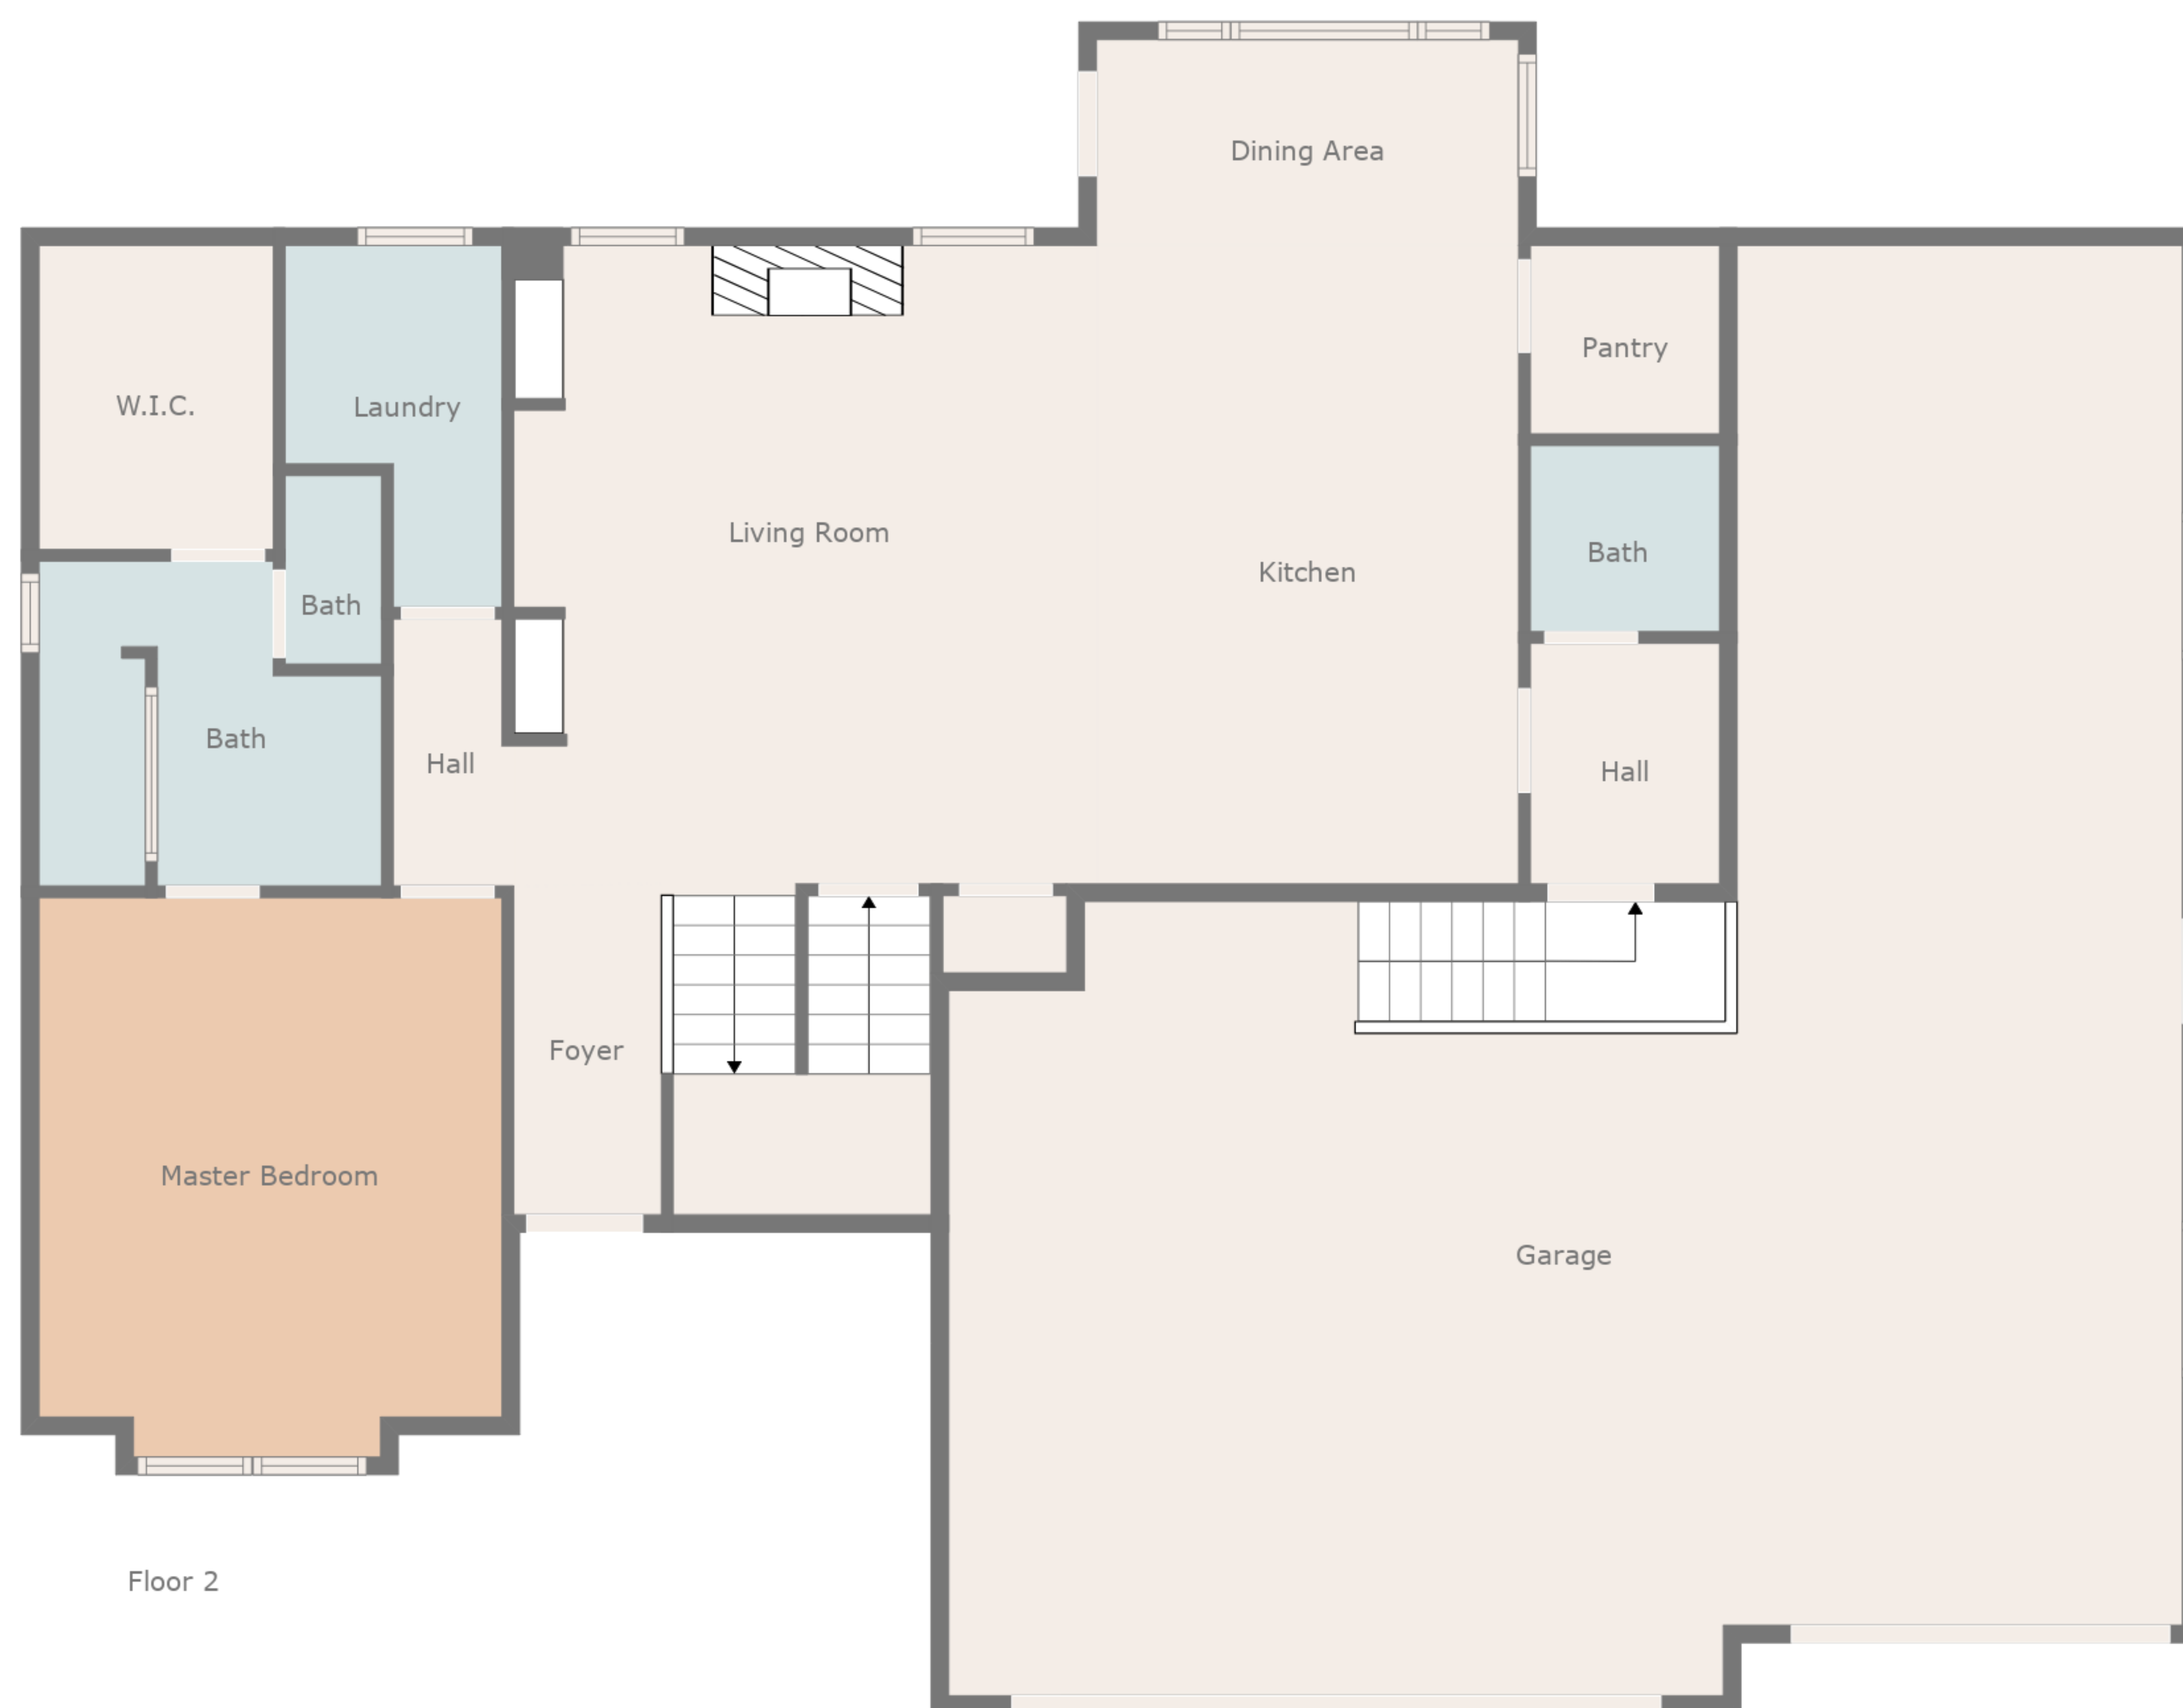 Dining Area
Pantry
W.I.C.
Laundry
Living Room
Bath
Kitchen
Bath
Bath
Hall
Hall
Foyer
Master Bedroom
Garage
Floor 2